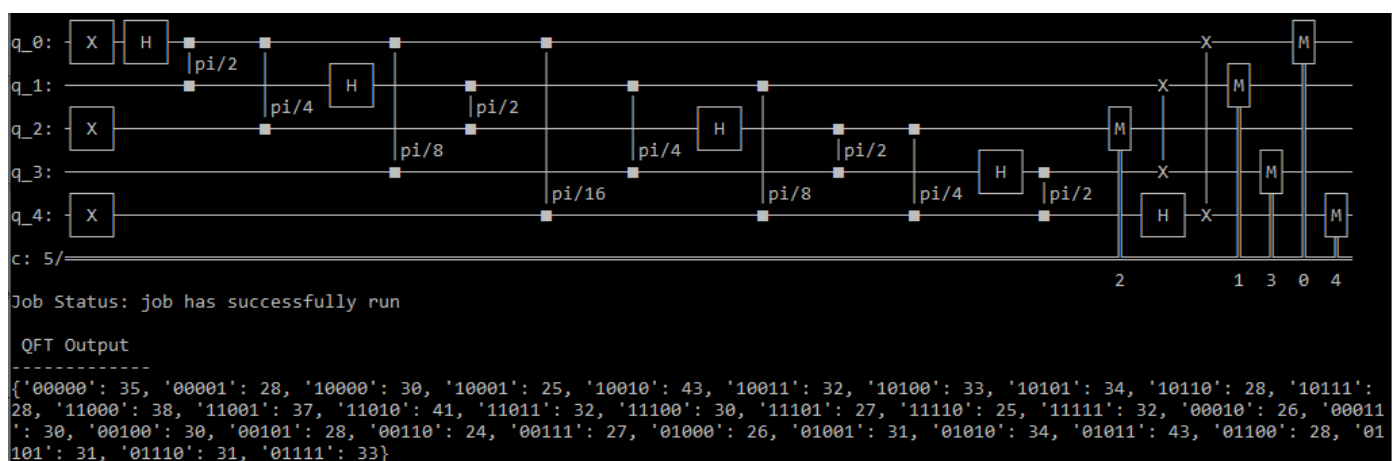 q_0: X H X M
pi/2
q_1: H X M
pi/4 pi/2
q_2: X H M
pi/8 pi/4 pi/2
q_3: H X M
pi/16 pi/8 pi/4 pi/2
q_4: X H X M
c: 5/
2 1 3 0 4
Job Status: job has successfully run
QFT Output
-------------
{'00000': 35, '00001': 28, '10000': 30, '10001': 25, '10010': 43, '10011': 32, '10100': 33, '10101': 34, '10110': 28, '10111':
28, '11000': 38, '11001': 37, '11010': 41, '11011': 32, '11100': 30, '11101': 27, '11110': 25, '11111': 32, '00010': 26, '00011
': 30, '00100': 30, '00101': 28, '00110': 24, '00111': 27, '01000': 26, '01001': 31, '01010': 34, '01011': 43, '01100': 28, '01
101': 31, '01110': 31, '01111': 33}